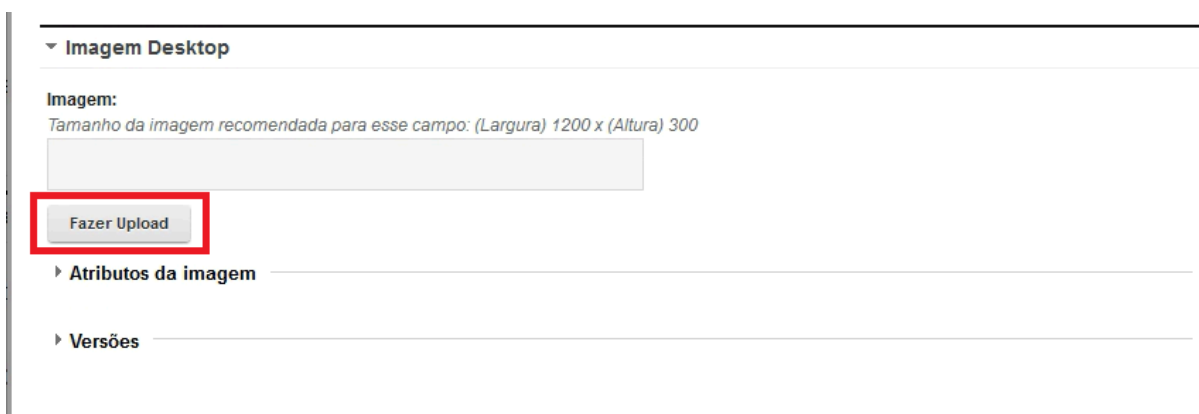 Imagem Desktop
Imagem:
Tamanho da imagem recomendada para esse campo: (Largura) 1200 x (Altura) 300
Fazer Upload
Atributos da imagem
Versões